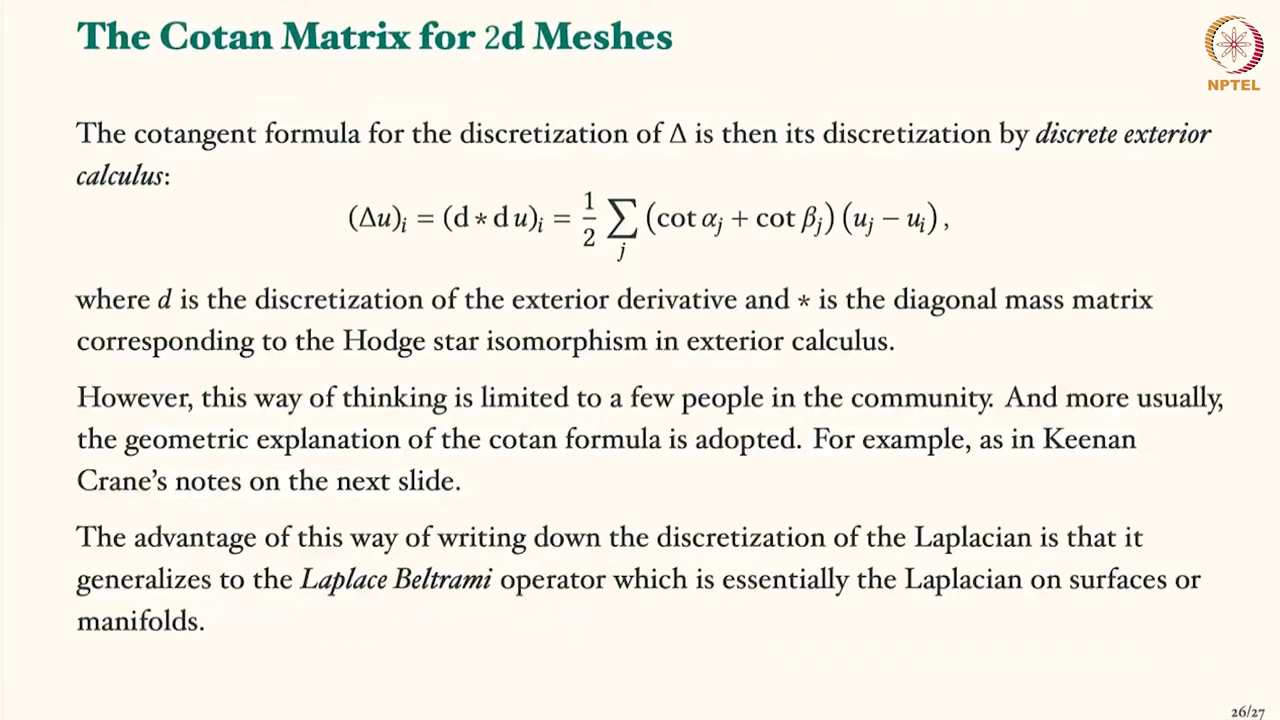 The Cotan Matrix for 2d Meshes
NPTEL
The cotangent formula for the discretization of Δ is then its discretization by discrete exterior
calculus:
(Δu)ᵢ = (d ∗ d u)ᵢ = 1/2 ∑ⱼ (cot αⱼ + cot βⱼ) (uⱼ − uᵢ) ,
where d is the discretization of the exterior derivative and ∗ is the diagonal mass matrix
corresponding to the Hodge star isomorphism in exterior calculus.
However, this way of thinking is limited to a few people in the community. And more usually,
the geometric explanation of the cotan formula is adopted. For example, as in Keenan
Crane’s notes on the next slide.
The advantage of this way of writing down the discretization of the Laplacian is that it
generalizes to the Laplace Beltrami operator which is essentially the Laplacian on surfaces or
manifolds.
26/27